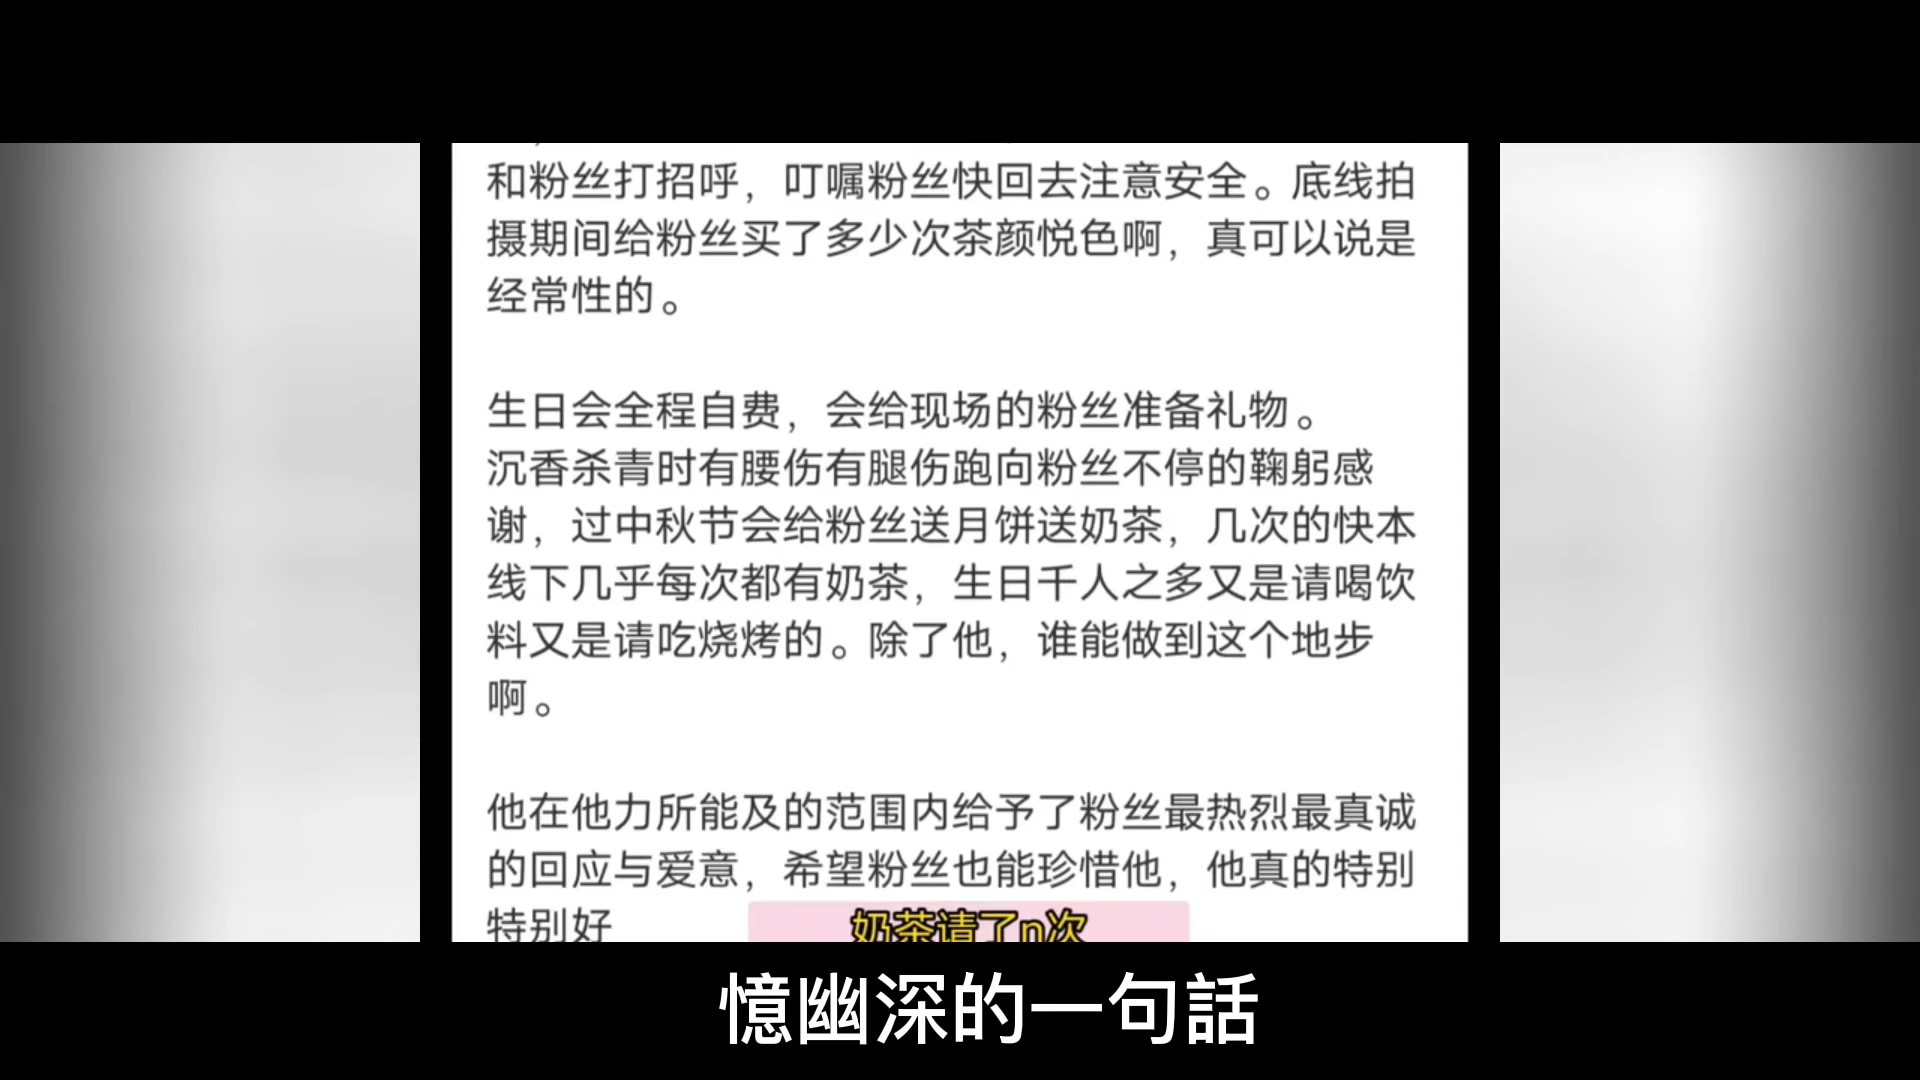 和粉丝打招呼，叮嘱粉丝快回去注意安全。底线拍
摄期间给粉丝买了多少次茶颜悦色啊，真可以说是
经常性的。
生日会全程自费，会给现场的粉丝准备礼物。
沉香杀青时有腰伤有腿伤跑向粉丝不停的鞠躬感
谢，过中秋节会给粉丝送月饼送奶茶，几次的快本
线下几乎每次都有奶茶，生日千人之多又是请喝饮
料又是请吃烧烤的。除了他，谁能做到这个地步
啊。
他在他力所能及的范围内给予了粉丝最热烈最真诚
的回应与爱意，希望粉丝也能珍惜他，他真的特别
特别好
奶茶请了n次
憶幽深的一句話